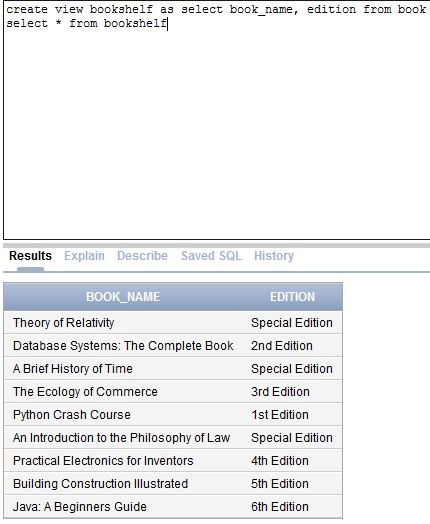 create view bookshelf as select book_name, edition from book
select * from bookshelf
Results Explain Describe Saved SQL History
BOOK_NAME EDITION
Theory of Relativity Special Edition
Database Systems: The Complete Book 2nd Edition
A Brief History of Time Special Edition
The Ecology of Commerce 3rd Edition
Python Crash Course 1st Edition
An Introduction to the Philosophy of Law Special Edition
Practical Electronics for Inventors 4th Edition
Building Construction Illustrated 5th Edition
Java: A Beginners Guide 6th Edition